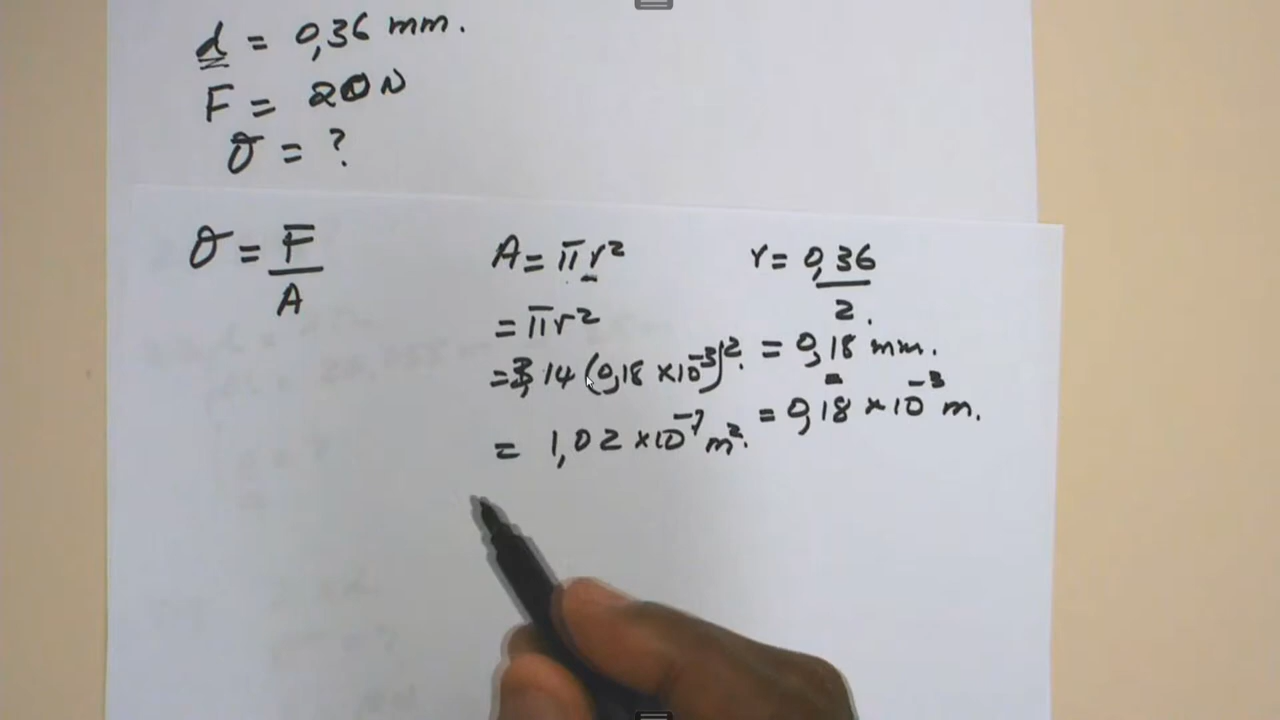 d = 0,36 mm.
F = 20 N
σ = ?
σ = F/A
A = πr²
= πr²
= 3,14 (0,18 ×10⁻³)²
= 1,02 ×10⁻⁷ m².
r = 0,36/2.
= 0,18 mm.
= 0,18 × 10⁻³ m.